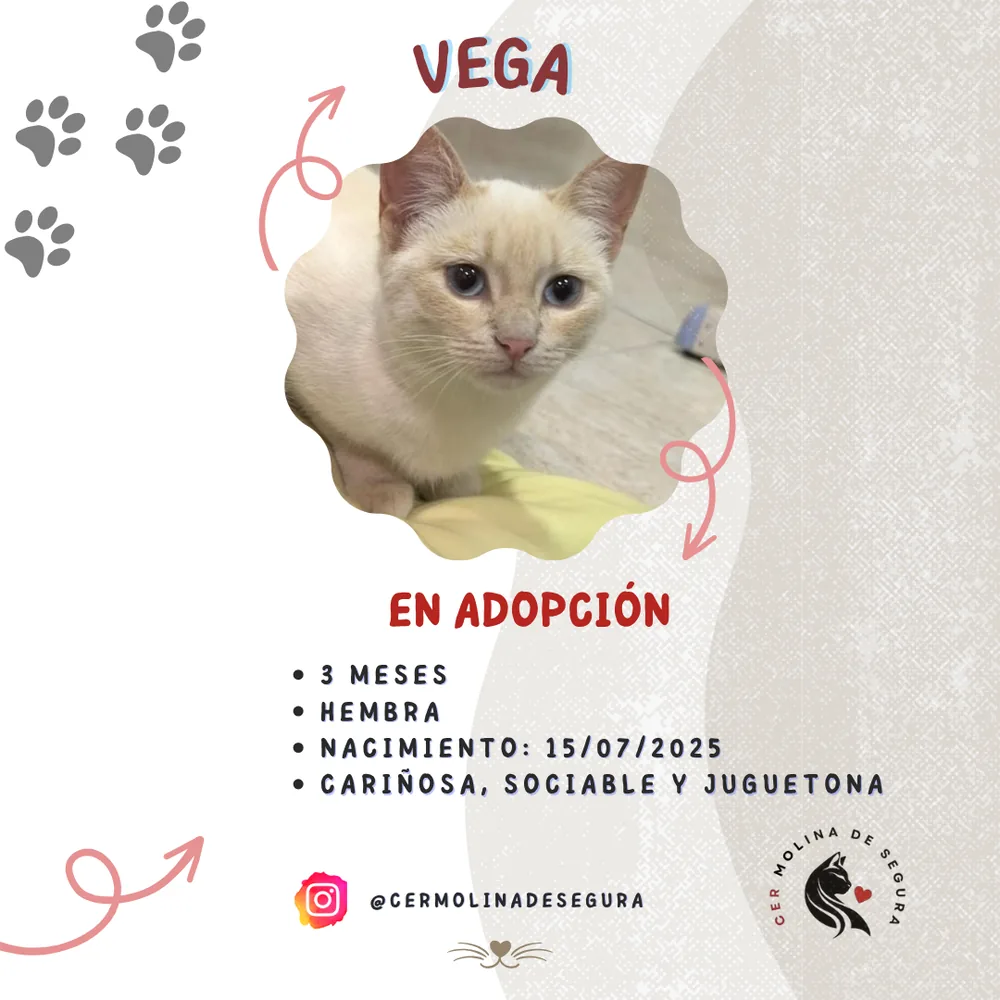 VEGA
EN ADOPCIÓN
• 3 MESES
• HEMBRA
• NACIMIENTO: 15/07/2025
• CARIÑOSA, SOCIABLE Y JUGUETONA
CER MOLINA DE SEGURA
@CERMOLINADESEGURA